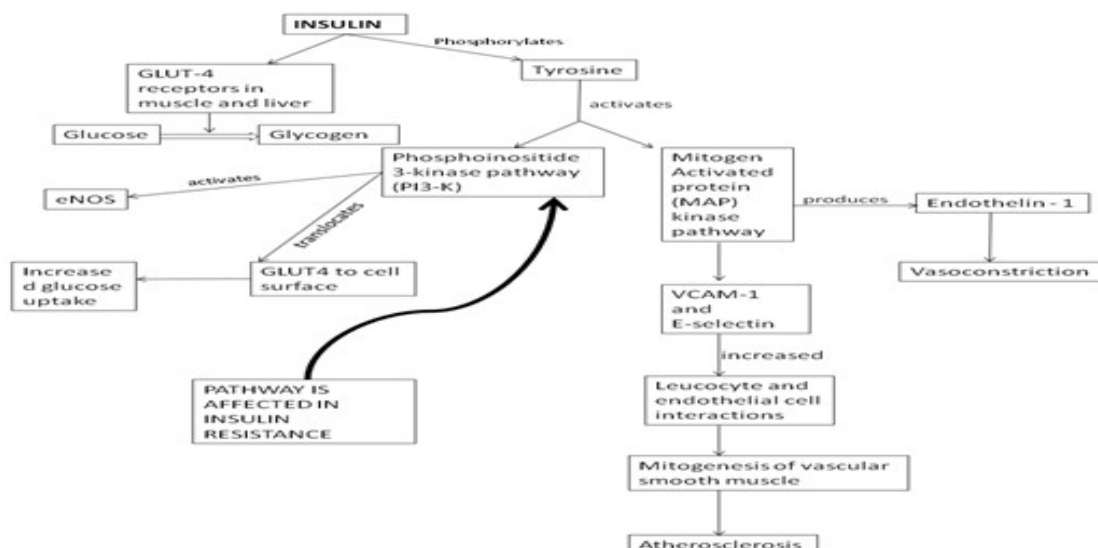 INSULIN
Phosphorylates
GLUT-4
receptors in
muscle and liver
Tyrosine
activates
Glucose
Glycogen
Phosphoinositide
3-kinase pathway
(PI3-K)
Mitogen
Activated
protein
(MAP)
kinase
pathway
activates
eNOS
produces
Endothelin - 1
translocates
Vasoconstriction
Increase
d glucose
uptake
GLUT4 to cell
surface
VCAM-1
and
E-selectin
increased
PATHWAY IS
AFFECTED IN
INSULIN
RESISTANCE
Leucocyte and
endothelial cell
interactions
Mitogenesis of vascular
smooth muscle
Atherosclerosis